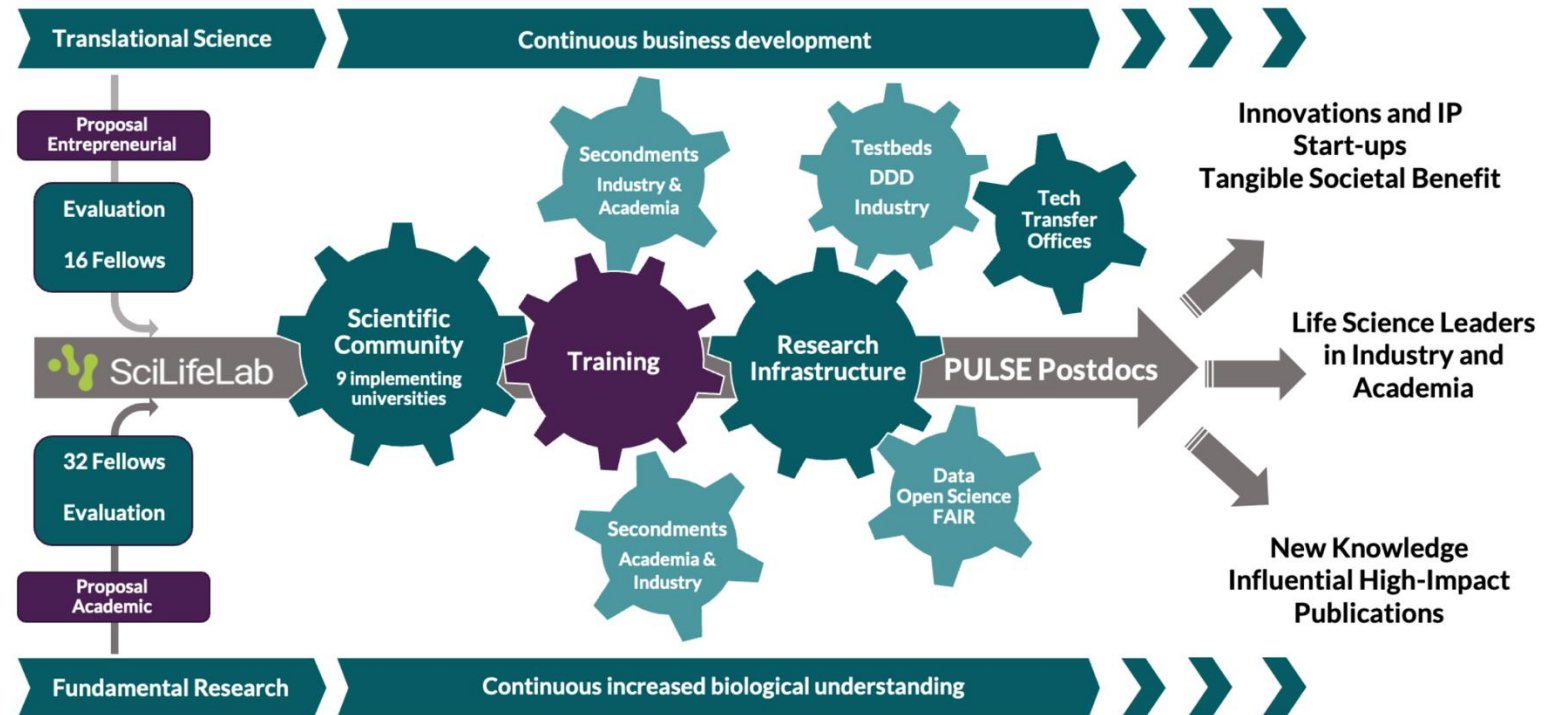 Translational Science
Continuous business development
Proposal
Entrepreneurial
Evaluation
16 Fellows
SciLifeLab
32 Fellows
Evaluation
Proposal
Academic
Scientific
Community
9 implementing
universities
Secondments
Industry &
Academia
Training
Secondments
Academia &
Industry
Testbeds
DDD
Industry
Tech
Transfer
Offices
Research
Infrastructure
Data
Open Science
FAIR
PULSE Postdocs
Innovations and IP
Start-ups
Tangible Societal Benefit
Life Science Leaders
in Industry and
Academia
New Knowledge
Influential High-Impact
Publications
Fundamental Research
Continuous increased biological understanding